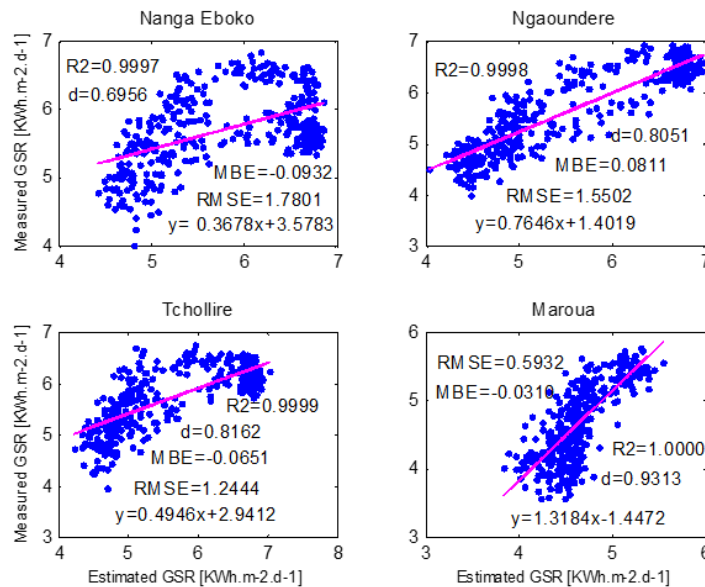 Nanga Eboko
Measured GSR [KWh.m-2.d-1]
7
6
5
4
R2=0.9997
d=0.6956
MBE=-0.0932
RMSE=1.7801
y= 0.3678x+3.5783
4 5 6 7
Ngaoundere
7
6
5
4
3
R2=0.9998
d=0.8051
MBE=0.0811
RMSE=1.5502
y=0.7646x+1.4019
4 5 6 7
Tchollire
Measured GSR [KWh.m-2.d-1]
7
6
5
4
3
R2=0.9999
d=0.8162
MBE=-0.0651
RMSE=1.2444
y=0.4946x+2.9412
4 5 6 7 8
Estimated GSR [KWh.m-2.d-1]
Maroua
6
5
4
3
RMSE=0.5932
MBE=-0.0310
R2=1.0000
d=0.9313
y=1.3184x-1.4472
3 4 5 6
Estimated GSR [KWh.m-2.d-1]